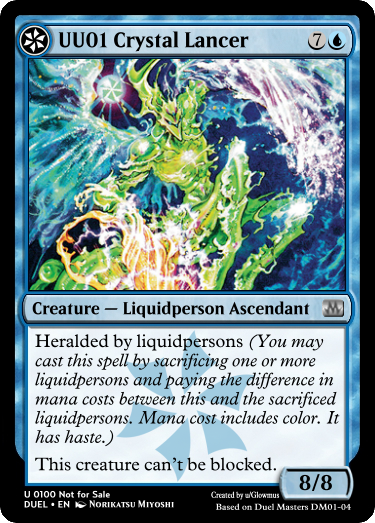 UU01 Crystal Lancer 7
Creature — Liquidperson Ascendant
Heralded by liquidpersons (You may
cast this spell by sacrificing one or more
liquidpersons and paying the difference in
mana costs between this and the sacrificed
liquidpersons. Mana cost includes color. It
has haste.)
This creature can't be blocked.
8/8
U 0100 Not for Sale
DUEL • EN Norikatsu Miyoshi
Created by u/Glowmus
Based on Duel Masters DM01-04